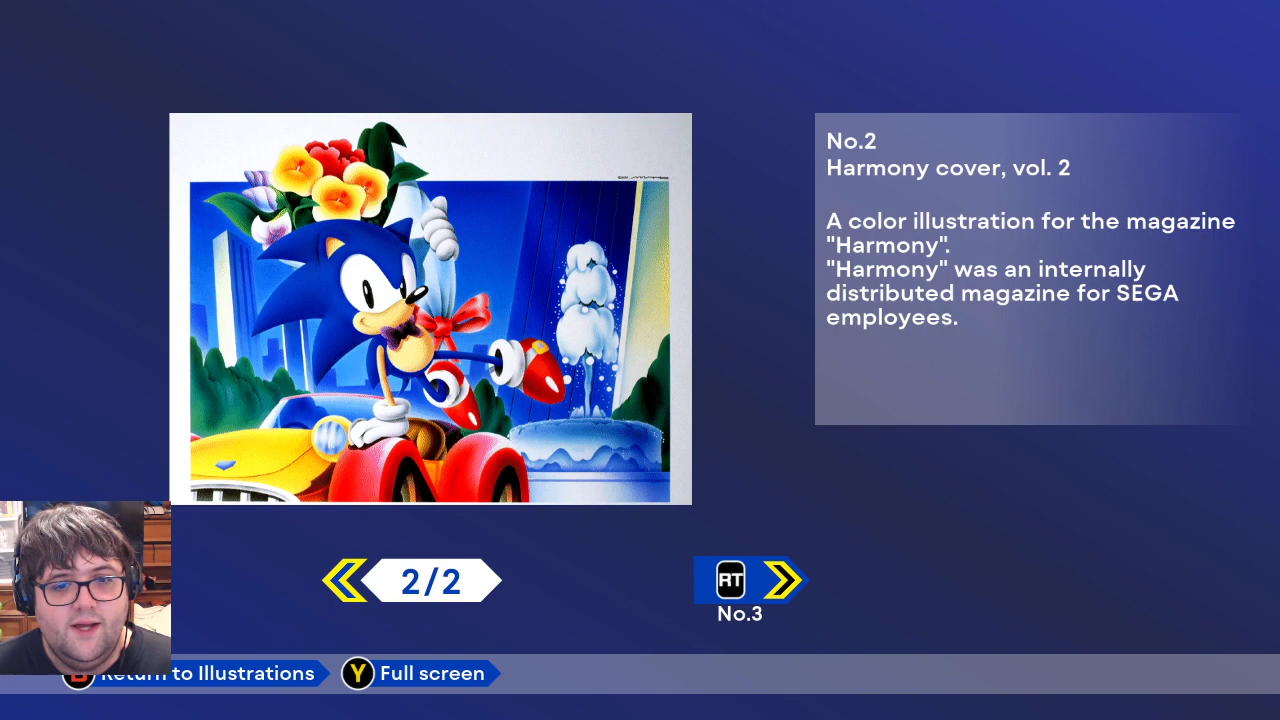 No.2
Harmony cover, vol. 2
A color illustration for the magazine
"Harmony".
"Harmony" was an internally
distributed magazine for SEGA
employees.
2/2
RT
No.3
B Return to Illustrations
Y Full screen